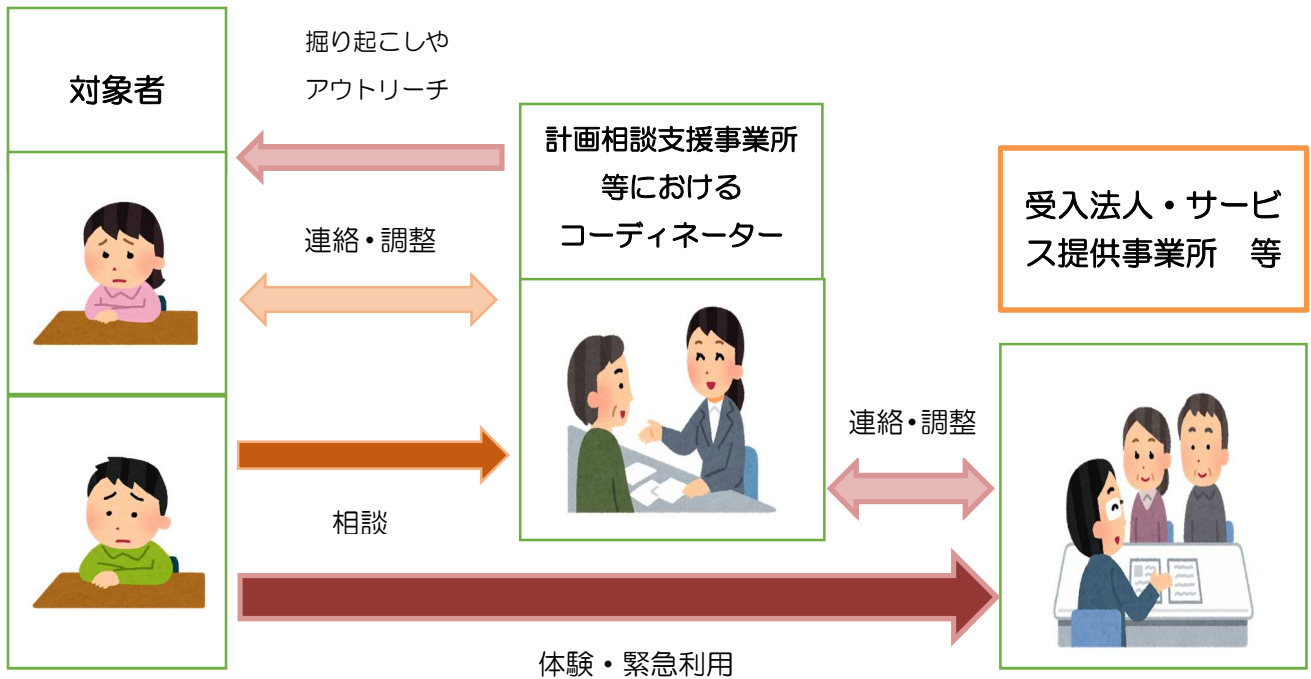 対象者
掘り起こしや
アウトリーチ
計画相談支援事業所
等における
コーディネーター
受入法人・サービ
ス提供事業所　等
連絡・調整
連絡・調整
相談
体験・緊急利用